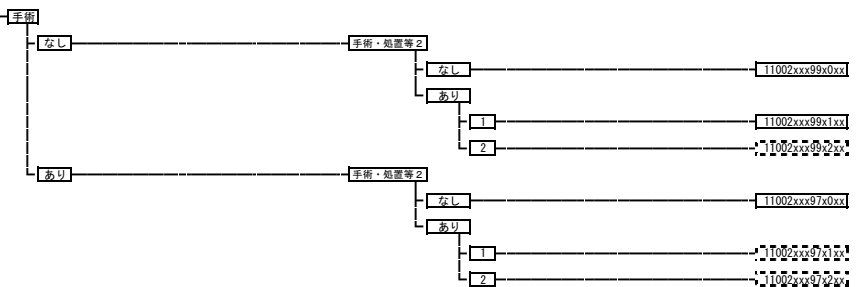 手術
なし 手術・処置等2
なし 11002xxx99x0xx
あり
1 11002xxx99x1xx
2 11002xxx99x2xx
あり 手術・処置等2
なし 11002xxx97x0xx
あり
1 11002xxx97x1xx
2 11002xxx97x2xx